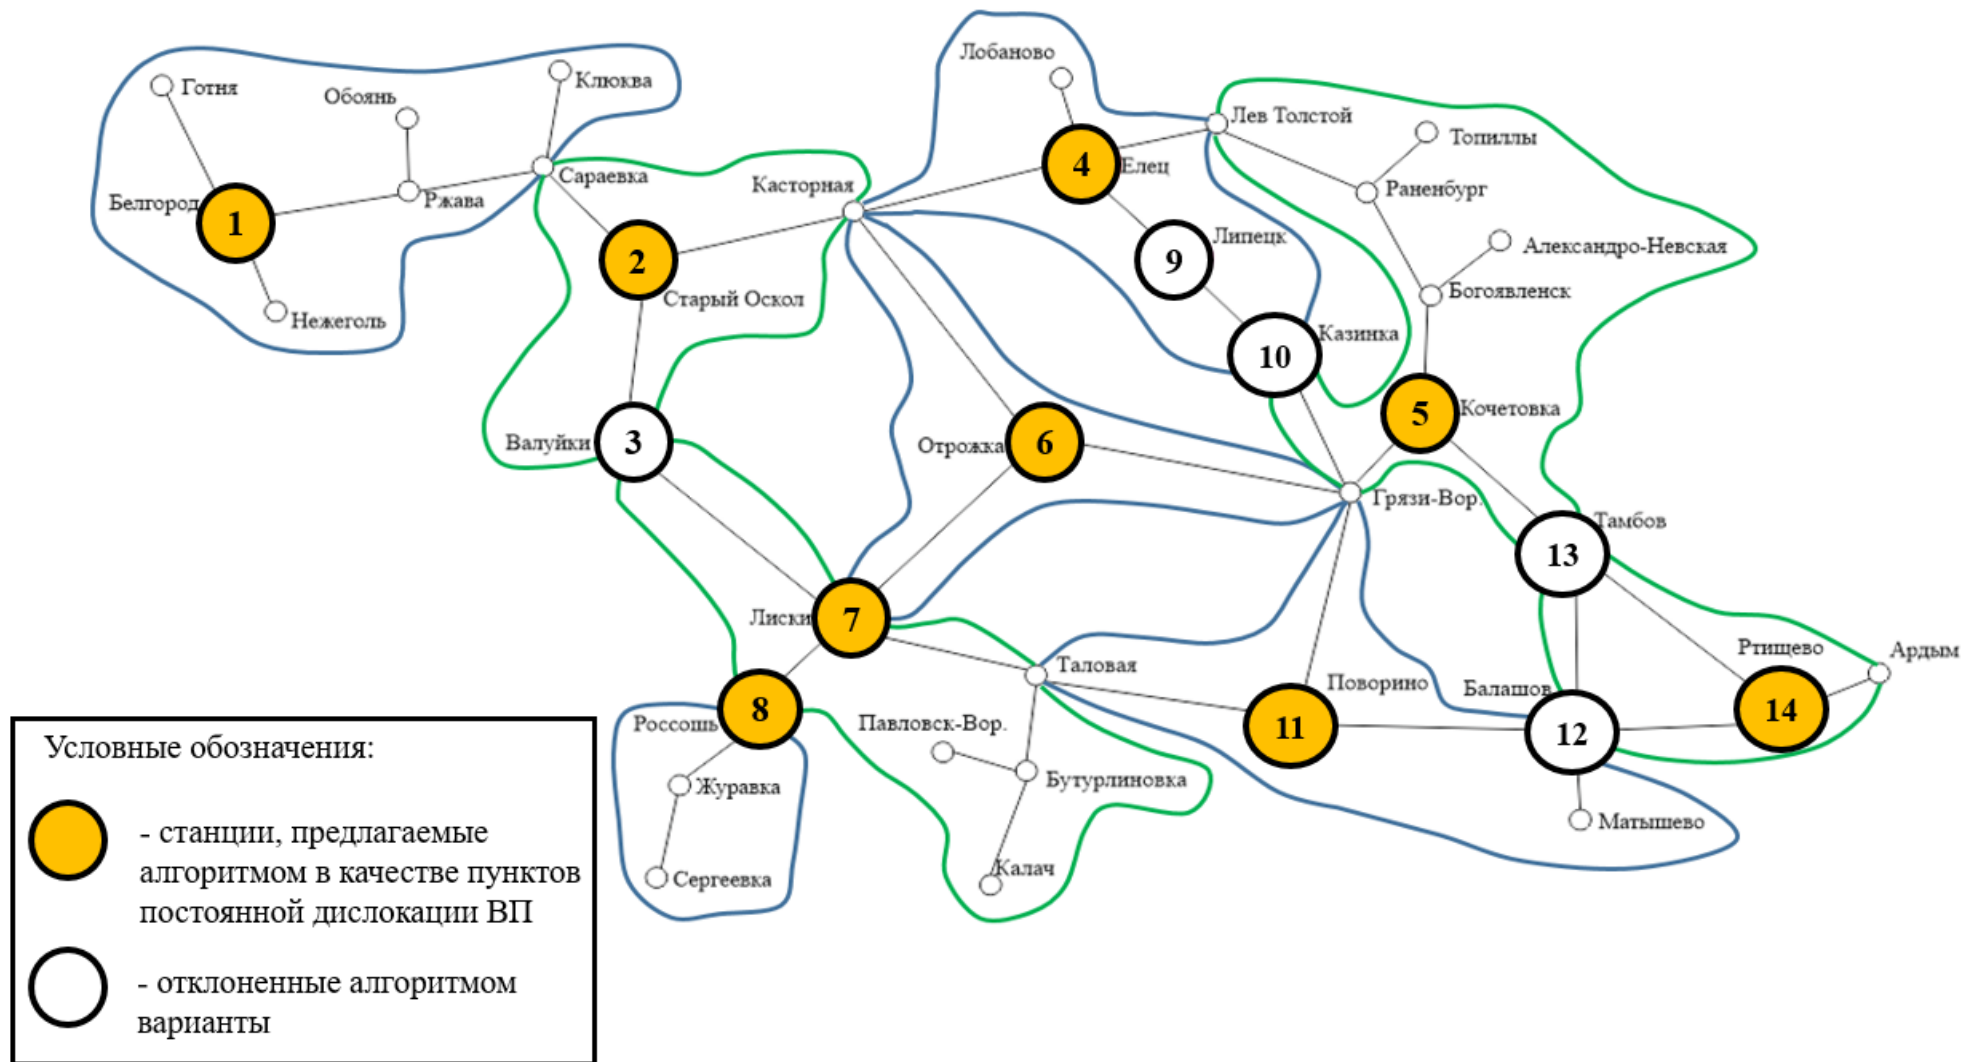 Лобаново
Готня
Клюква
Обоянь
Лев Толстой
Топиллы
4
Елец
Сараевка
Касторная
Раненбург
Белгород
1
Ржава
Липецк
Александро-Невская
2
9
Старый Оскол
Богоявленск
Нежеголь
Казинка
10
5
Кочетовка
Валуйки
3
Отрожка
6
Грязи-Вор.
Тамбов
13
Лиски
7
Таловая
Ртищево
Ардым
Поворино
Балашов
Россошь
8
Павловск-Вор.
11
12
14
Журавка
Бутурлиновка
Матышево
Сергеевка
Калач
Условные обозначения:
- станции, предлагаемые
алгоритмом в качестве пунктов
постоянной дислокации ВП
- отклоненные алгоритмом
варианты